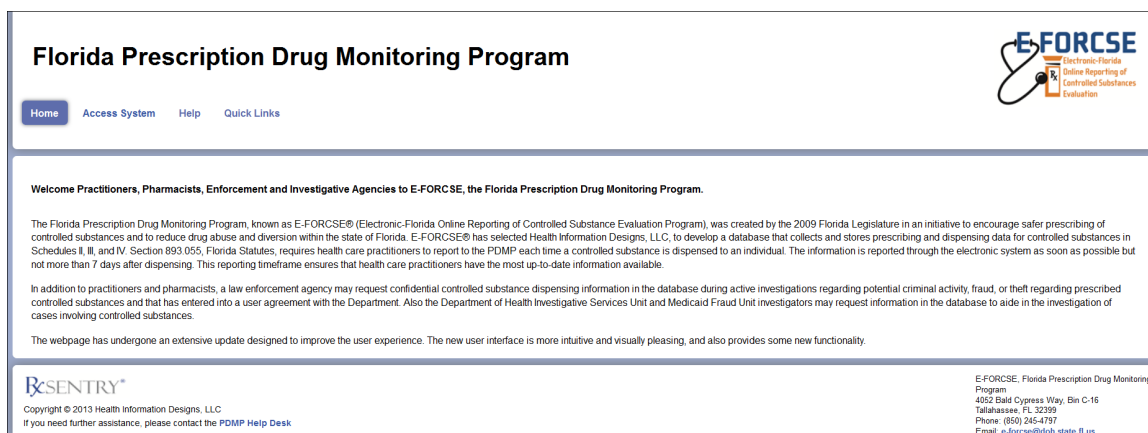 Florida Prescription Drug Monitoring Program
E-FORCSE
Electronic-Florida
Online Reporting of
Controlled Substances
Evaluation
Rx
Home Access System Help Quick Links
Welcome Practitioners, Pharmacists, Enforcement and Investigative Agencies to E-FORCSE, the Florida Prescription Drug Monitoring Program.
The Florida Prescription Drug Monitoring Program, known as E-FORCSE® (Electronic-Florida Online Reporting of Controlled Substance Evaluation Program), was created by the 2009 Florida Legislature in an initiative to encourage safer prescribing of
controlled substances and to reduce drug abuse and diversion within the state of Florida. E-FORCSE® has selected Health Information Designs, LLC, to develop a database that collects and stores prescribing and dispensing data for controlled substances in
Schedules II, III, and IV. Section 893.055, Florida Statutes, requires health care practitioners to report to the PDMP each time a controlled substance is dispensed to an individual. The information is reported through the electronic system as soon as possible but
not more than 7 days after dispensing. This reporting timeframe ensures that health care practitioners have the most up-to-date information available.
In addition to practitioners and pharmacists, a law enforcement agency may request confidential controlled substance dispensing information in the database during active investigations regarding potential criminal activity, fraud, or theft regarding prescribed
controlled substances and that has entered into a user agreement with the Department. Also the Department of Health Investigative Services Unit and Medicaid Fraud Unit investigators may request information in the database to aide in the investigation of
cases involving controlled substances.
The webpage has undergone an extensive update designed to improve the user experience. The new user interface is more intuitive and visually pleasing, and also provides some new functionality.
RxSENTRY®
Copyright © 2013 Health Information Designs, LLC
If you need further assistance, please contact the PDMP Help Desk
E-FORCSE, Florida Prescription Drug Monitoring
Program
4052 Bald Cypress Way, Bin C-16
Tallahassee, FL 32399
Phone: (850) 245-4797
Email: e-forcse@doh.state.fl.us